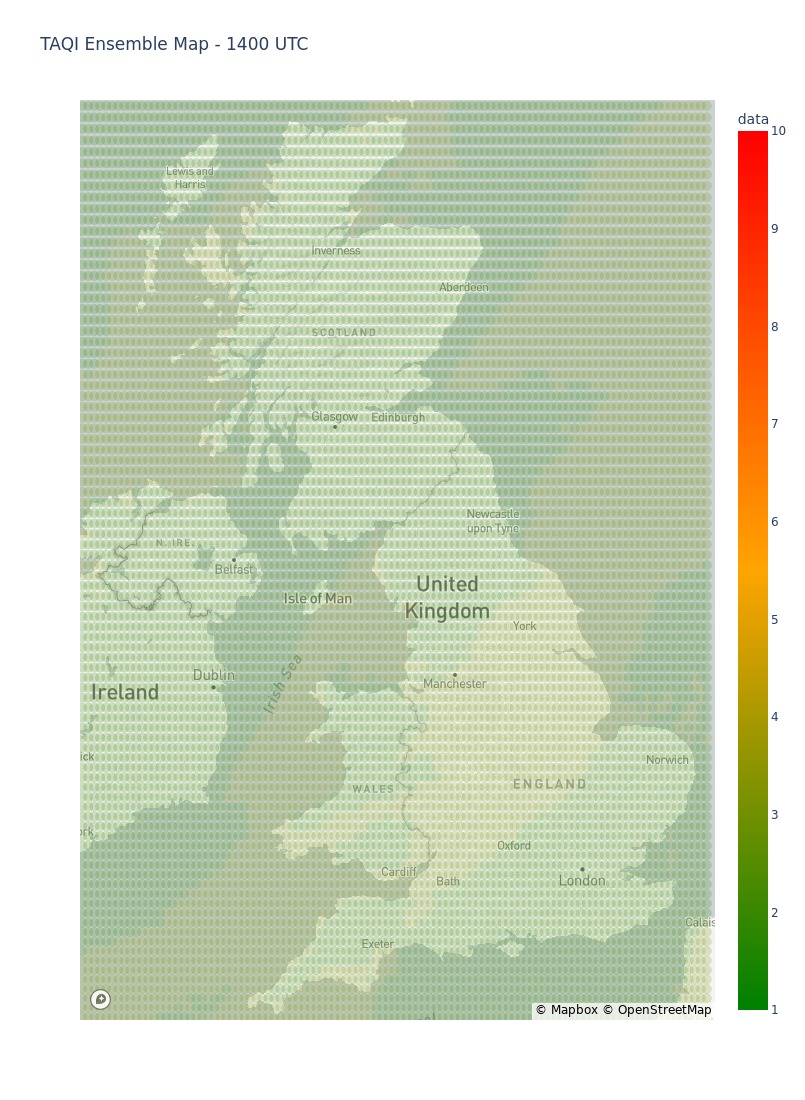 TAQI Ensemble Map - 1400 UTC
data
10
9
8
7
6
5
4
3
2
1
Lewis and
Harris
Inverness
Aberdeen
SCOTLAND
Glasgow
Edinburgh
Newcastle
upon Tyne
N. IRE.
Belfast
Isle of Man
United
Kingdom
York
Dublin
Manchester
Irish Sea
Ireland
ick
Norwich
WALES
ENGLAND
rk
Oxford
Cardiff
Bath
London
Calais
Exeter
© Mapbox © OpenStreetMap